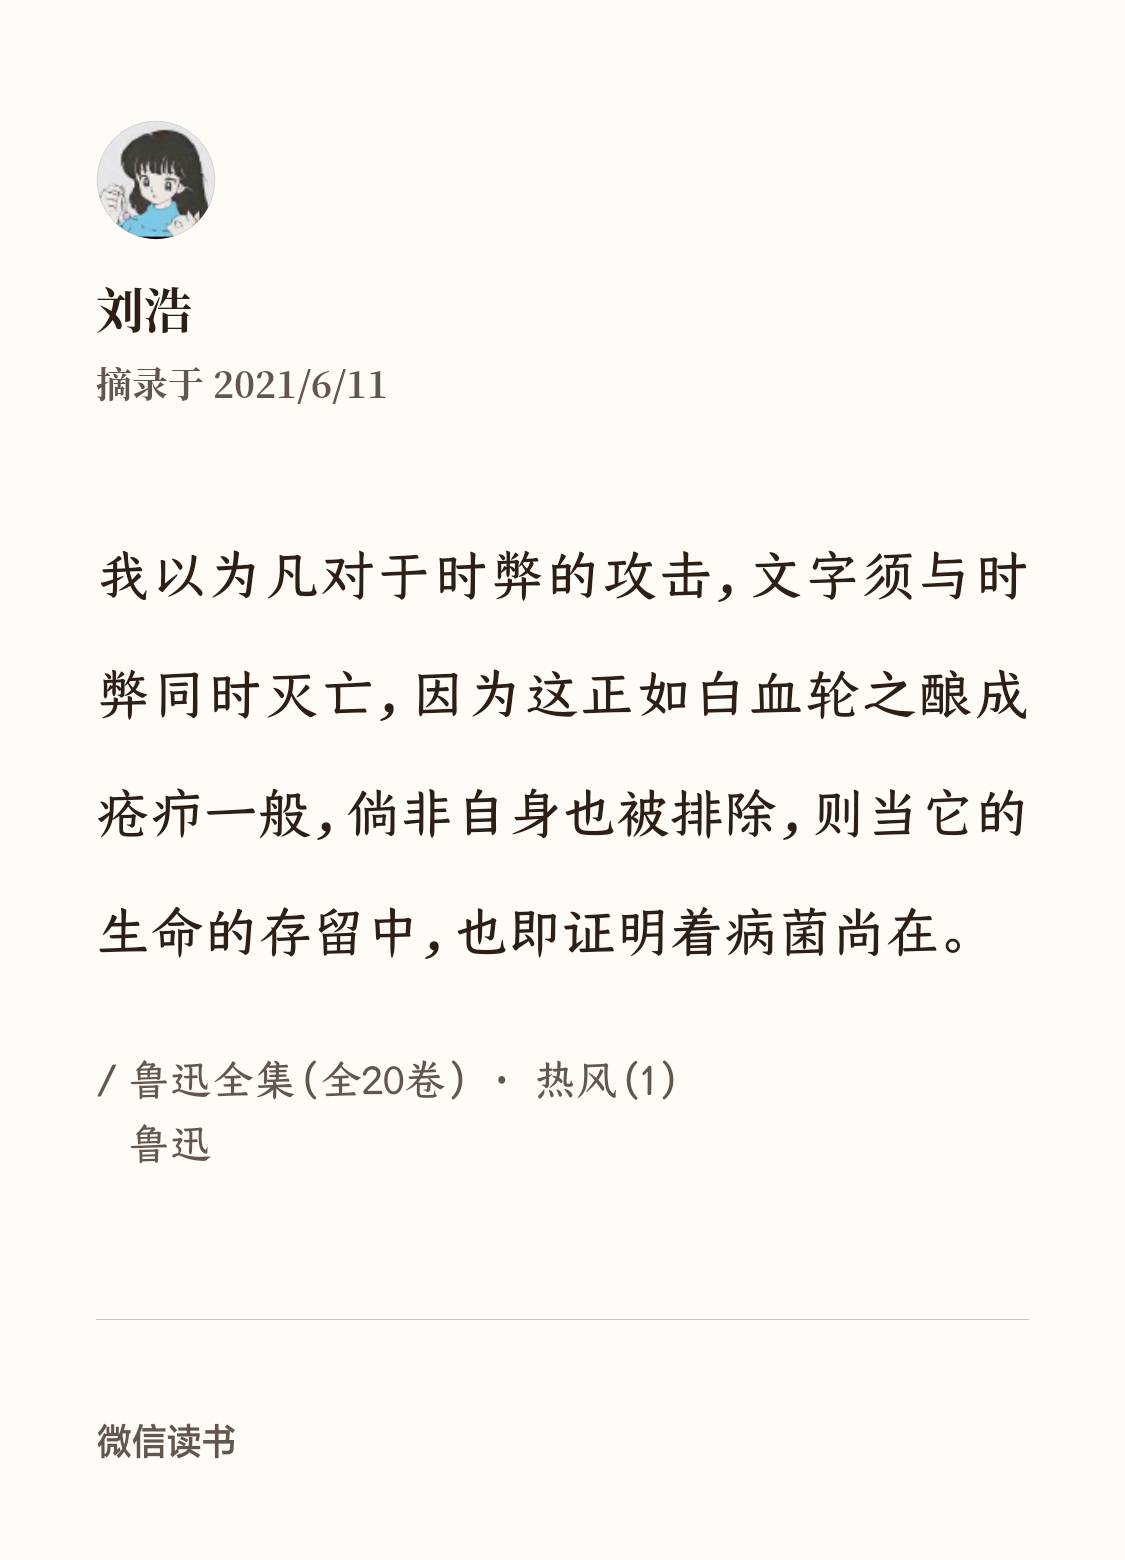 刘浩
摘录于 2021/6/11
我以为凡对于时弊的攻击,文字须与时
弊同时灭亡,因为这正如白血轮之酿成
疮疖一般,倘非自身也被排除,则当它的
生命的存留中,也即证明着病菌尚在。
/ 鲁迅全集(全20卷) · 热风(1)
鲁迅
微信读书